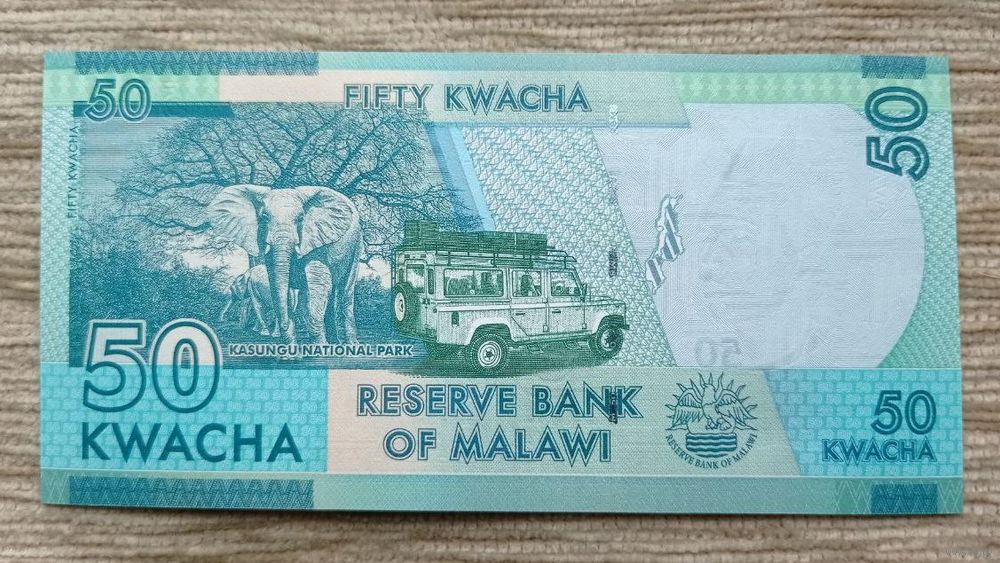 50
FIFTY KWACHA
50
FIFTY KWACHA
KASUNGU NATIONAL PARK
50
KWACHA
RESERVE BANK
OF MALAWI
RESERVE BANK OF MALAWI
50
KWACHA
50